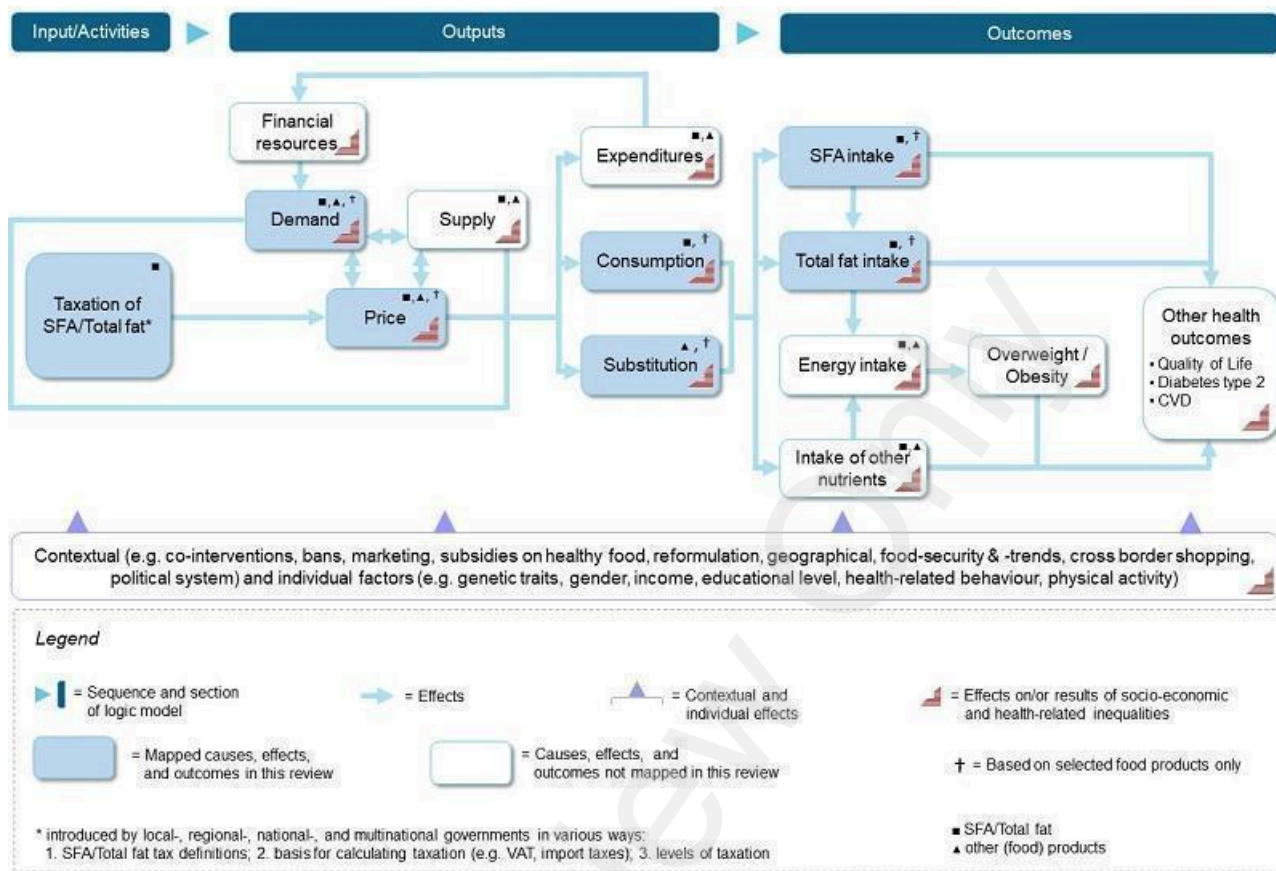 Input/Activities
Outputs
Outcomes
Financial
resources
■,▲
Expenditures
■, †
SFA intake
■,▲, †
Demand
■,▲
Supply
■, †
Consumption
■, †
Total fat intake
■
Taxation of
SFA/Total fat*
■,▲, †
Price
▲, †
Substitution
■,▲
Energy intake
Overweight /
Obesity
Other health
outcomes
• Quality of Life
• Diabetes type 2
• CVD
■,▲
Intake of other
nutrients
Contextual (e.g. co-interventions, bans, marketing, subsidies on healthy food, reformulation, geographical, food-security & -trends, cross border shopping,
political system) and individual factors (e.g. genetic traits, gender, income, educational level, health-related behaviour, physical activity)
Legend
= Sequence and section
of logic model
= Effects
= Contextual and
individual effects
= Effects on/or results of socio-economic
and health-related inequalities
= Mapped causes, effects,
and outcomes in this review
= Causes, effects, and
outcomes not mapped in this review
† = Based on selected food products only
* introduced by local-, regional-, national-, and multinational governments in various ways:
1. SFA/Total fat tax definitions; 2. basis for calculating taxation (e.g. VAT, import taxes); 3. levels of taxation
■ SFA/Total fat
▲ other (food) products
Only